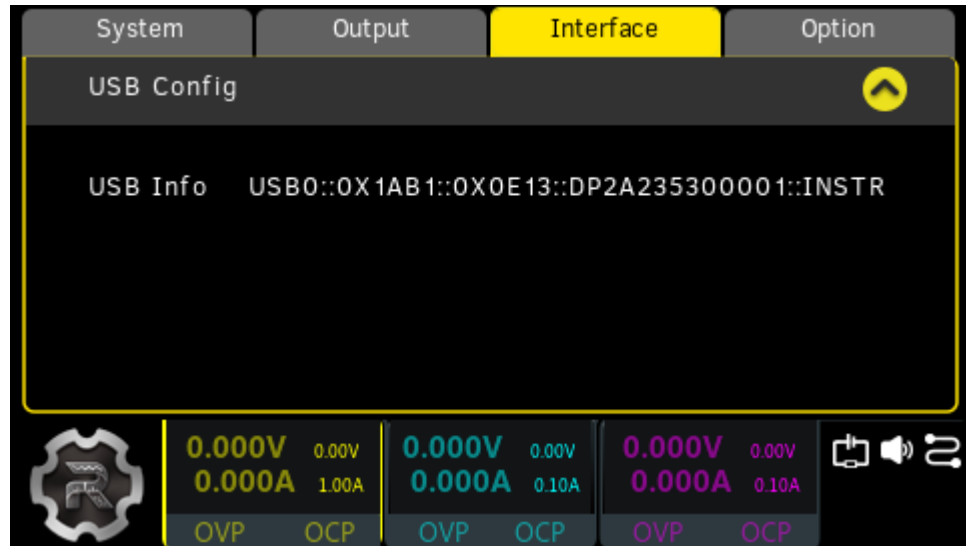 System Output Interface Option
USB Config
USB Info USB0::0X1AB1::0X0E13::DP2A235300001::INSTR
0.000V 0.00V 0.000V 0.00V 0.000V 0.00V
0.000A 1.00A 0.000A 0.10A 0.000A 0.10A
OVP OCP OVP OCP OVP OCP
R